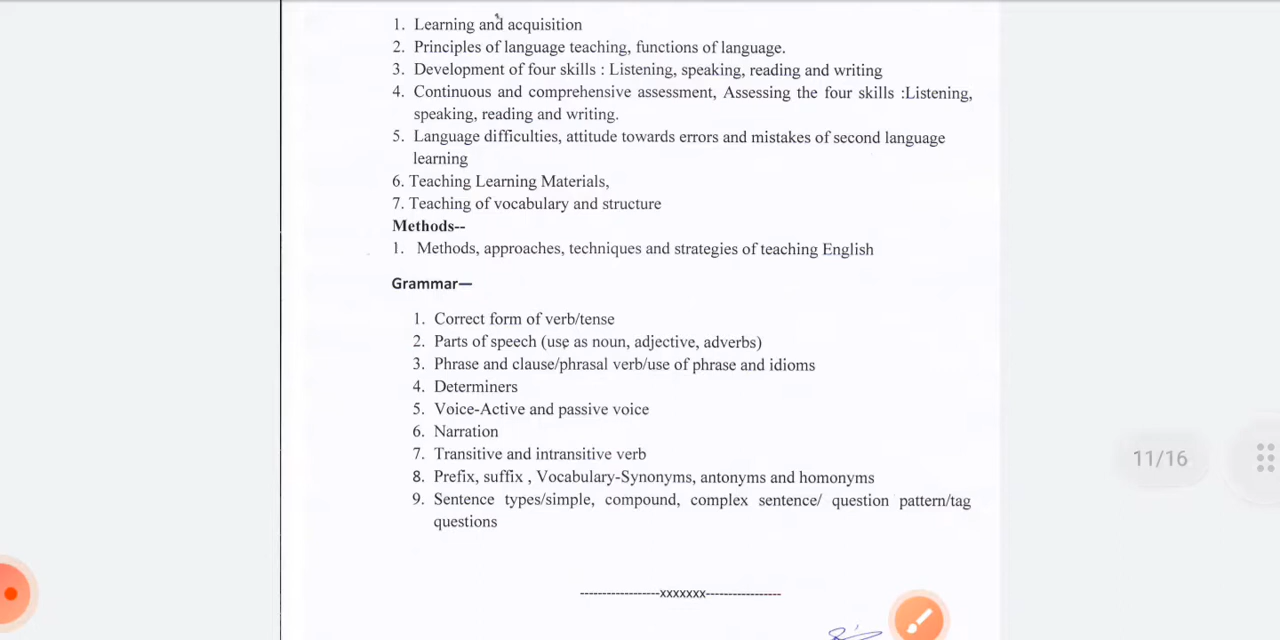 1. Learning and acquisition
2. Principles of language teaching, functions of language.
3. Development of four skills : Listening, speaking, reading and writing
4. Continuous and comprehensive assessment, Assessing the four skills :Listening,
speaking, reading and writing.
5. Language difficulties, attitude towards errors and mistakes of second language
learning
6. Teaching Learning Materials,
7. Teaching of vocabulary and structure
Methods--
1. Methods, approaches, techniques and strategies of teaching English
Grammar—
1. Correct form of verb/tense
2. Parts of speech (use as noun, adjective, adverbs)
3. Phrase and clause/phrasal verb/use of phrase and idioms
4. Determiners
5. Voice-Active and passive voice
6. Narration
7. Transitive and intransitive verb
8. Prefix, suffix , Vocabulary-Synonyms, antonyms and homonyms
9. Sentence types/simple, compound, complex sentence/ question pattern/tag
questions
------------------xxxxxxx-----------------
11/16